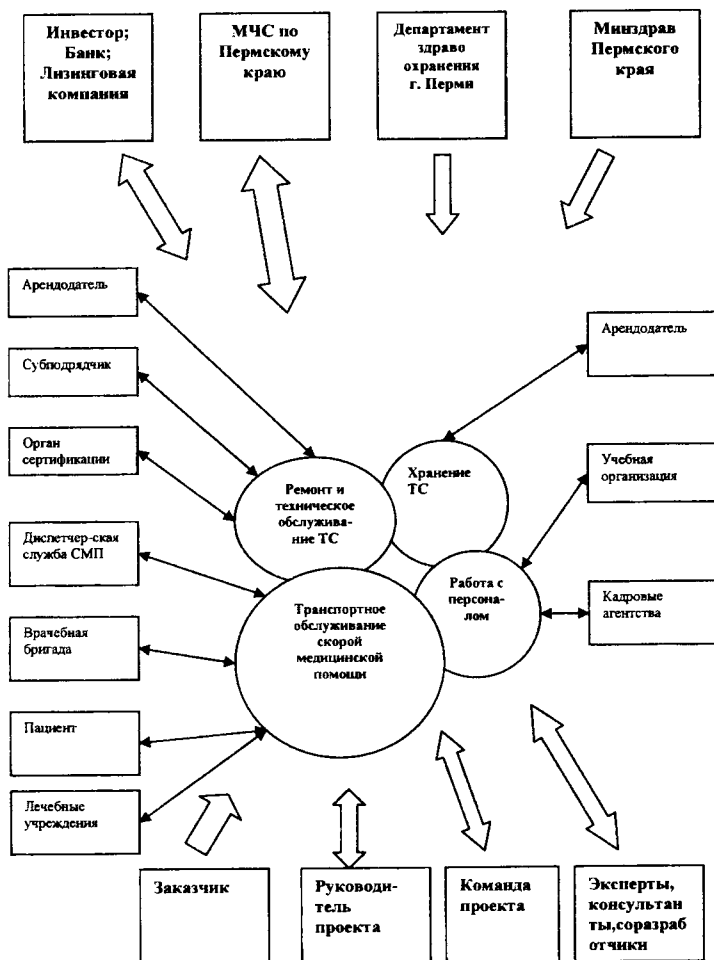 Инвестор;
Банк;
Лизинговая
компания
МЧС по
Пермскому
краю
Департамент
здраво
охранения
г. Перми
Минздрав
Пермского
края
Арендодатель
Субподрядчик
Орган
сертификации
Диспетчер-ская
служба СМП
Врачебная
бригада
Пациент
Лечебные
учреждения
Ремонт и
техническое
обслужива-
ние ТС
Хранение
ТС
Транспортное
обслуживание
скорой
медицинской
помощи
Работа с
персона-
лом
Арендодатель
Учебная
организация
Кадровые
агентства
Заказчик
Руководи-
тель
проекта
Команда
проекта
Эксперты,
консультан
ты,соразраб
отчики